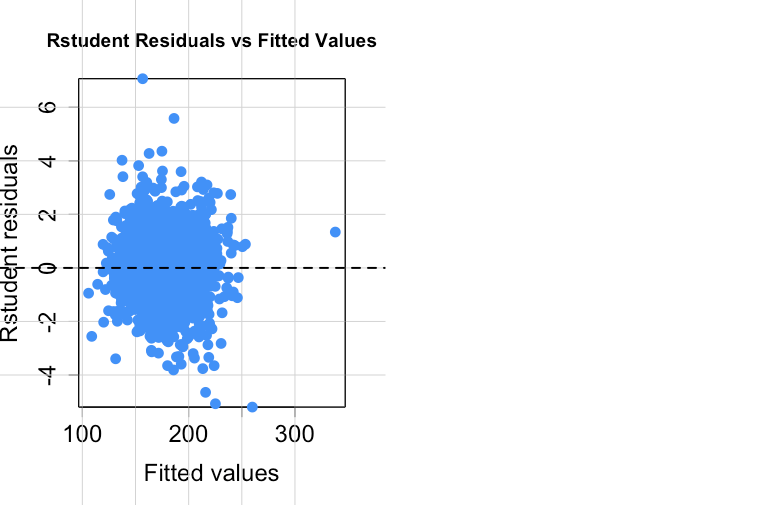 Rstudent Residuals vs Fitted Values
Rstudent residuals
6
4
2
0
-2
-4
100 200 300
Fitted values